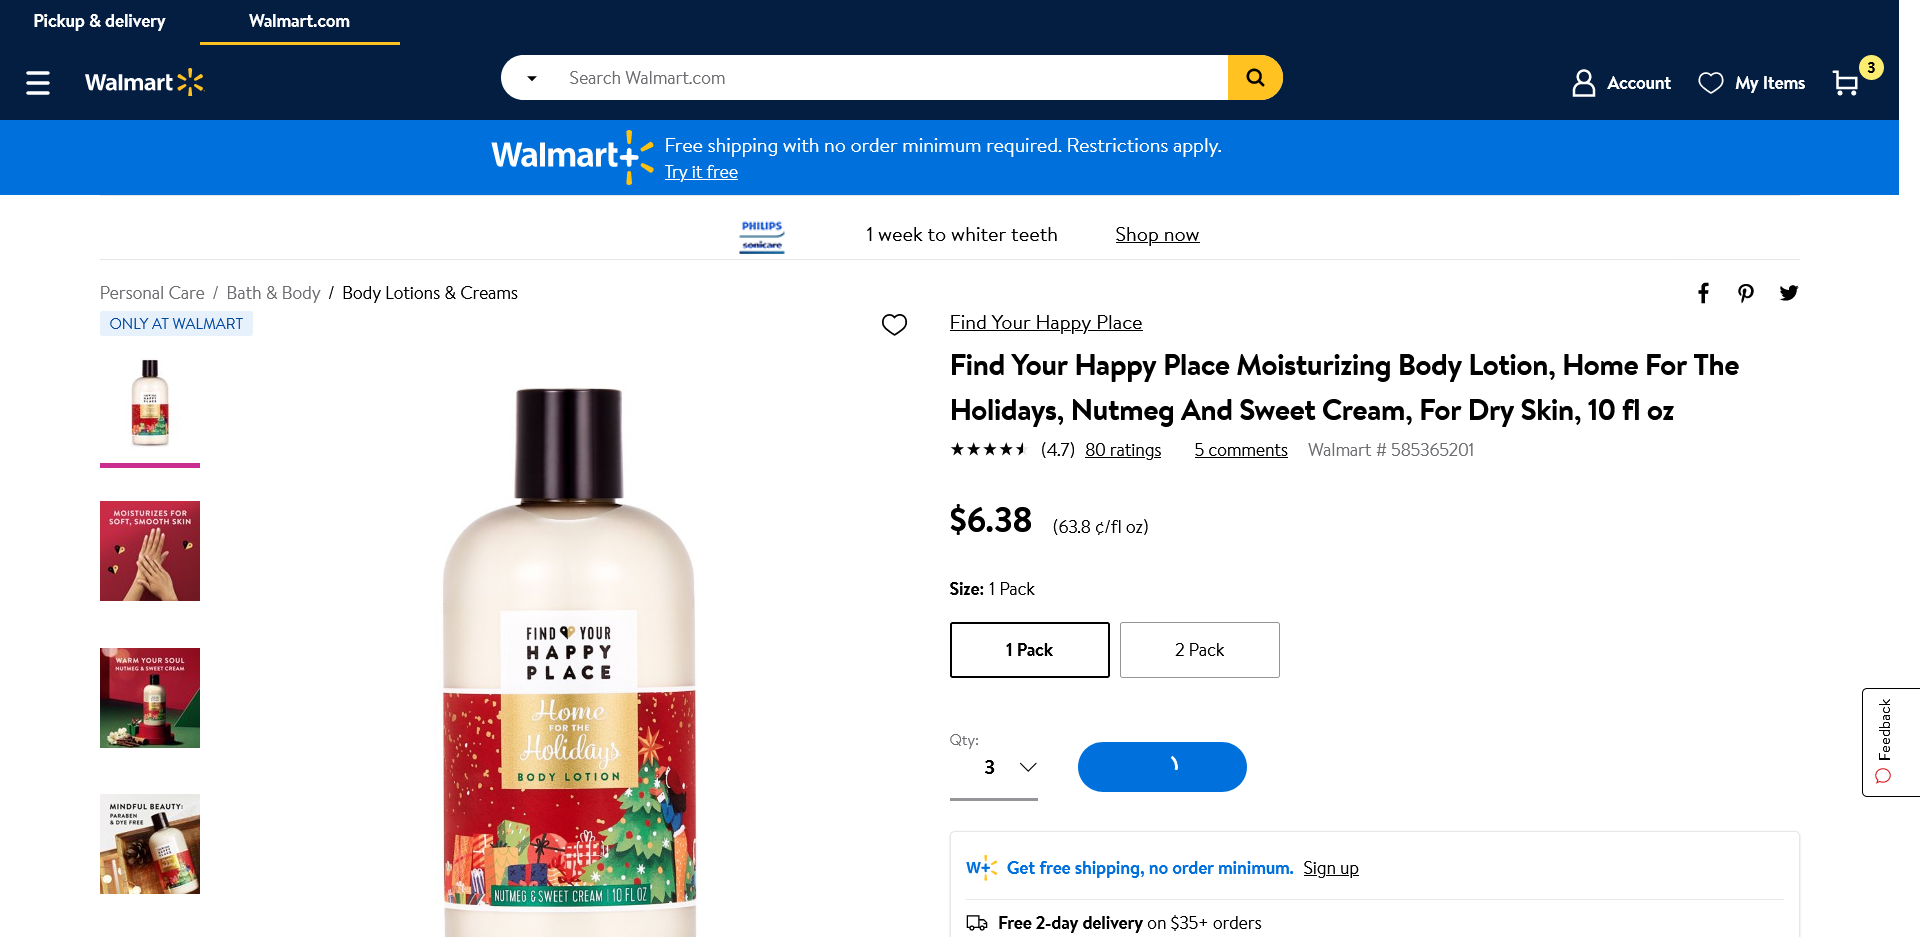 Pickup & delivery
Walmart.com
Walmart
Search Walmart.com
Account
My Items
3
Walmart+
Free shipping with no order minimum required. Restrictions apply.
Try it free
PHILIPS
sonicare
1 week to whiter teeth
Shop now
Personal Care / Bath & Body / Body Lotions & Creams
ONLY AT WALMART
MOISTURIZES FOR
SOFT, SMOOTH SKIN
WARM YOUR SOUL
NUTMEG & SWEET CREAM
MINDFUL BEAUTY:
PARABEN
& DYE FREE
FIND YOUR
HAPPY
PLACE
Home
FOR THE
Holidays
BODY LOTION
NUTMEG & SWEET CREAM | 10 FL OZ
Find Your Happy Place
Find Your Happy Place Moisturizing Body Lotion, Home For The
Holidays, Nutmeg And Sweet Cream, For Dry Skin, 10 fl oz
(4.7) 80 ratings 5 comments Walmart # 585365201
$6.38 (63.8 ¢/fl oz)
Size: 1 Pack
1 Pack
2 Pack
Qty:
3
W+ Get free shipping, no order minimum. Sign up
Free 2-day delivery on $35+ orders
Feedback